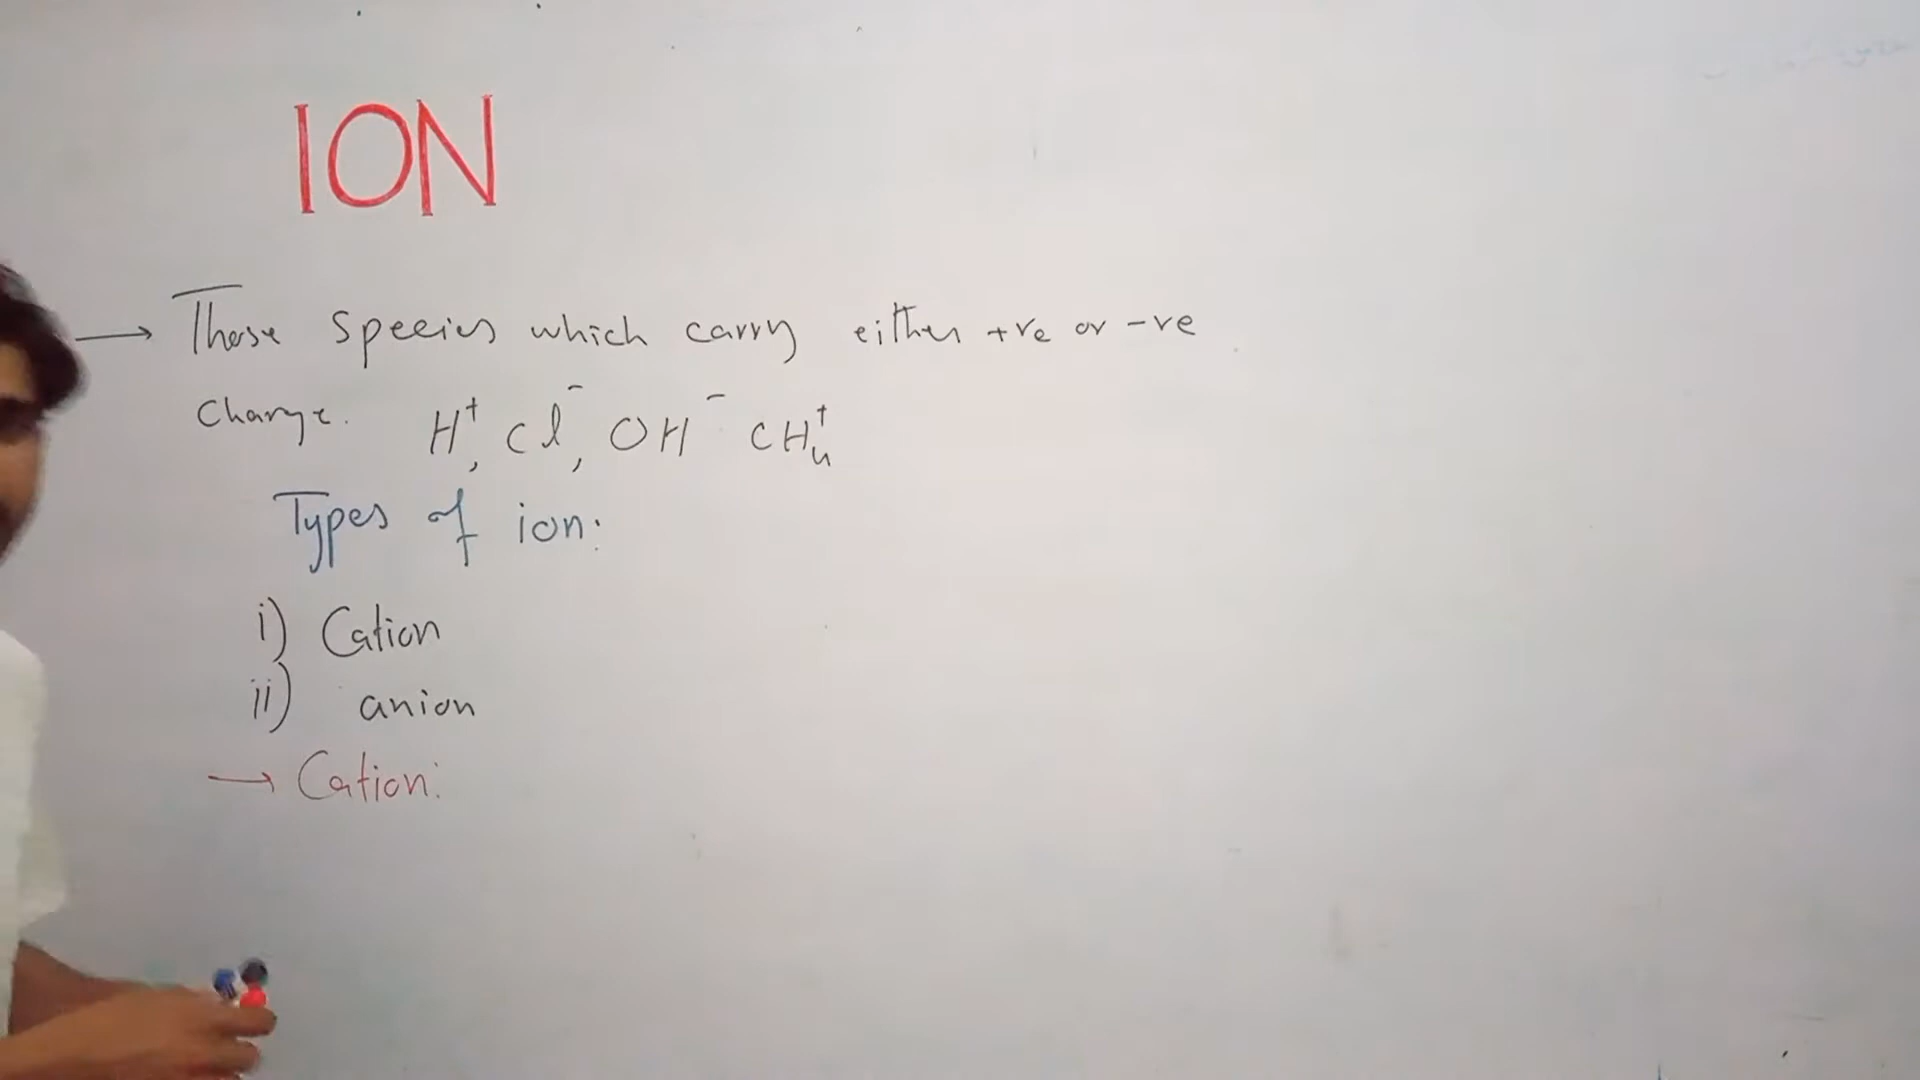 ION
→ Those species which carry either +ve or -ve
Charge. H⁺, Cl⁻, OH⁻ CH₄⁺
Types of ion:
i) Cation
ii) anion
→ Cation: